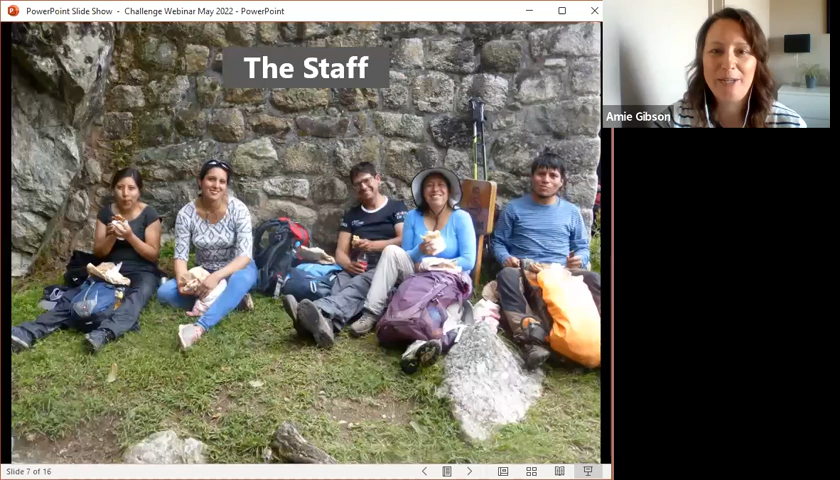 PowerPoint Slide Show - Challenge Webinar May 2022 - PowerPoint
The Staff
Amie Gibson
Slide 7 of 16